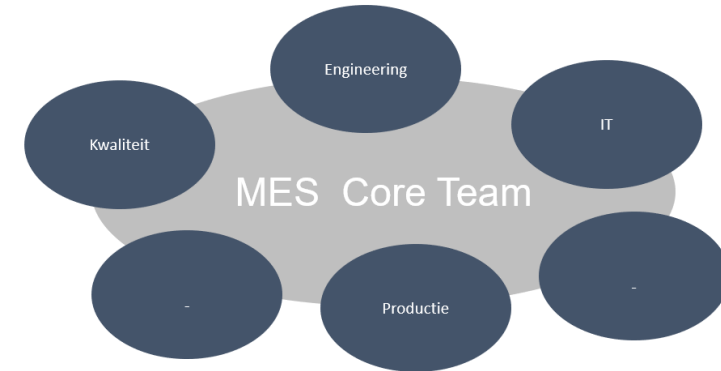 Engineering
IT
Kwaliteit
MES Core Team
-
-
Productie